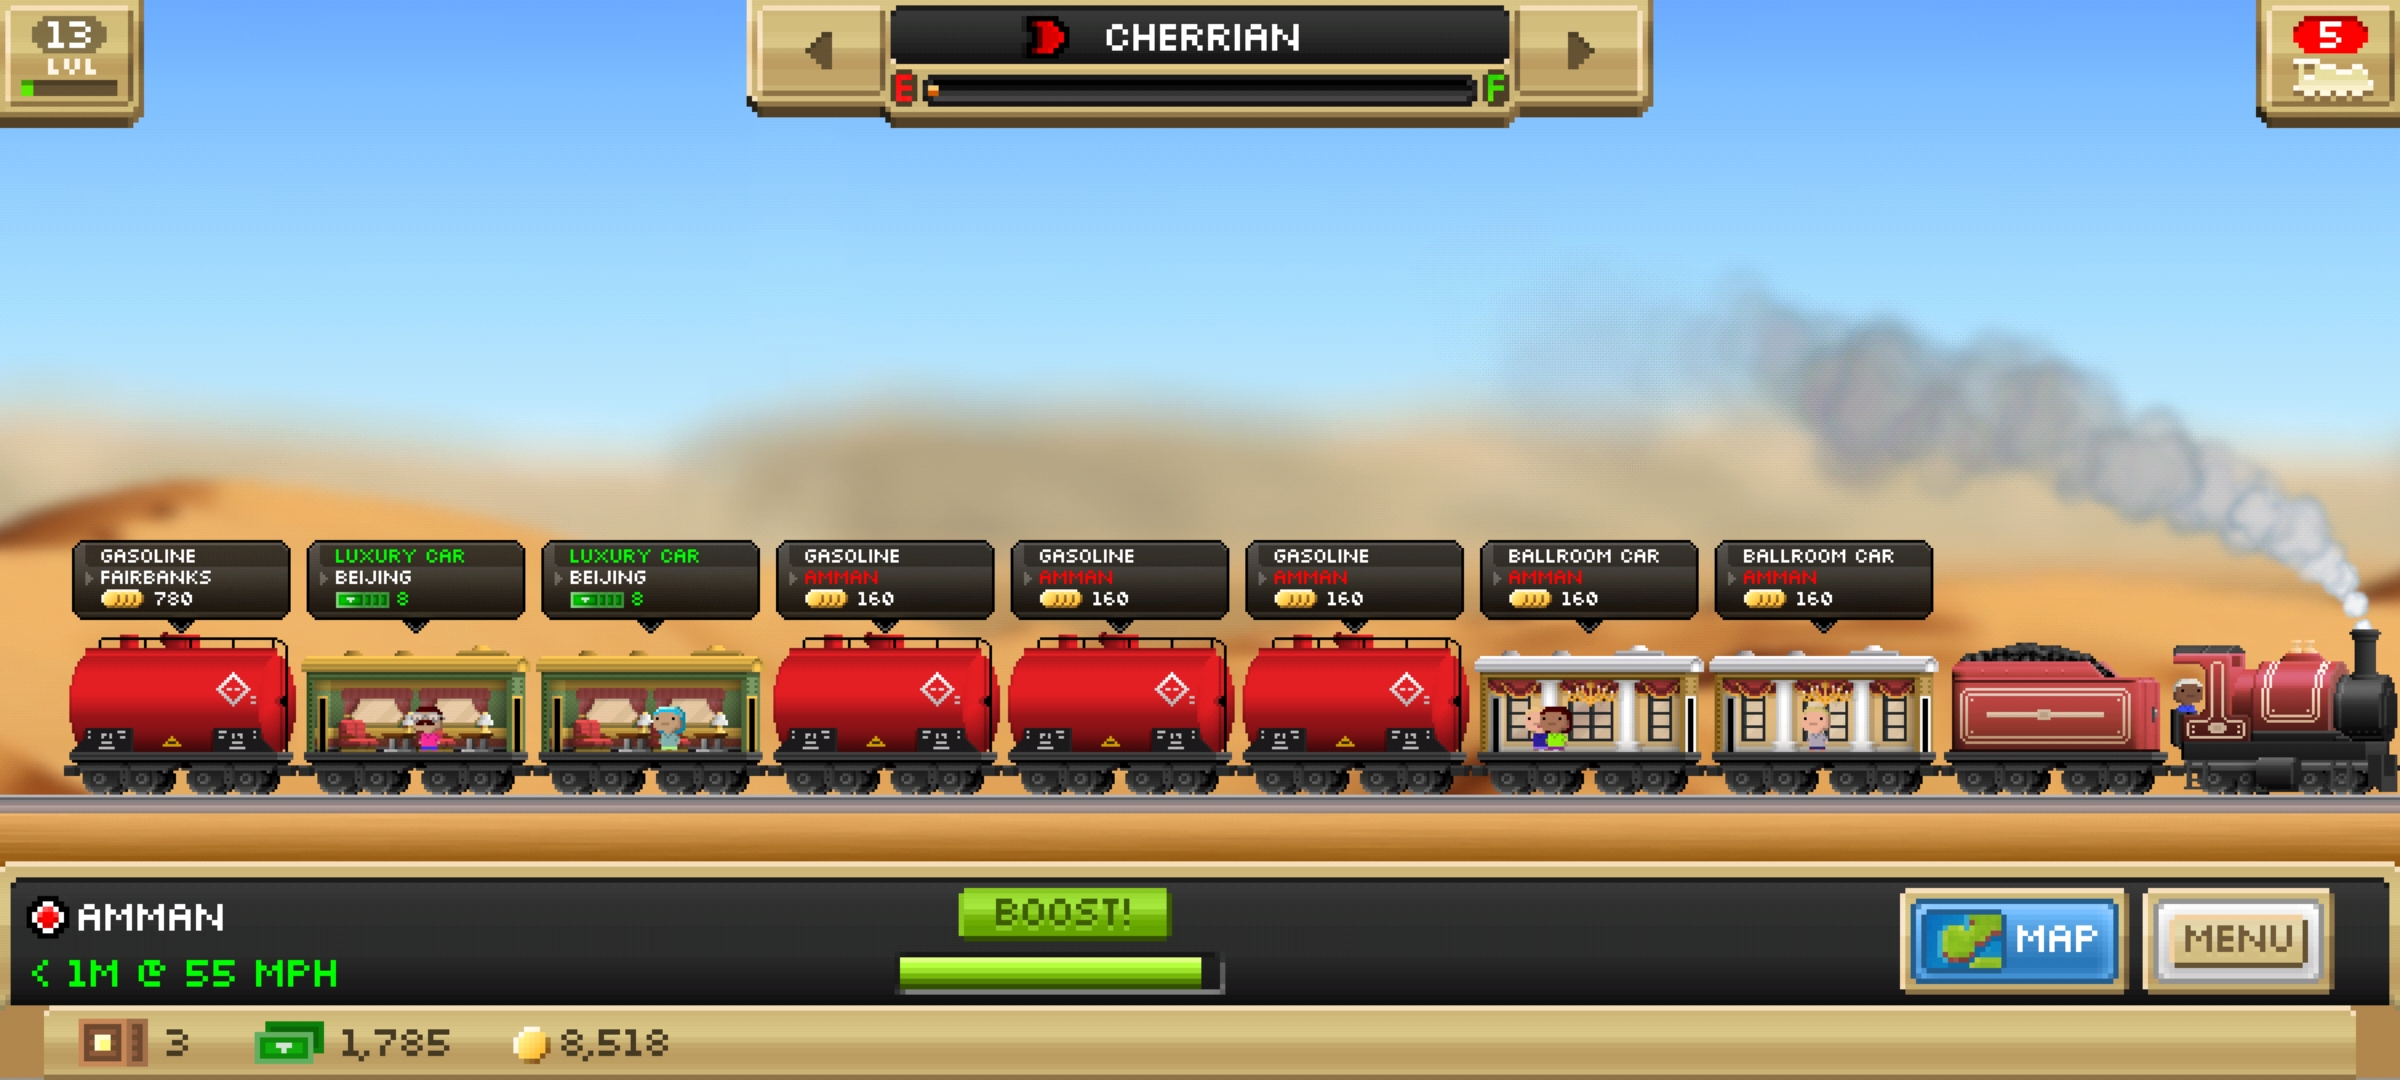 13
LVL
CHERRIAN
E F
5
GASOLINE
FAIRBANKS
780
LUXURY CAR
BEIJING
8
LUXURY CAR
BEIJING
8
GASOLINE
AMMAN
160
GASOLINE
AMMAN
160
GASOLINE
AMMAN
160
BALLROOM CAR
AMMAN
160
BALLROOM CAR
AMMAN
160
AMMAN
< 1M @ 55 MPH
BOOST!
MAP
MENU
3 1,785 8,518